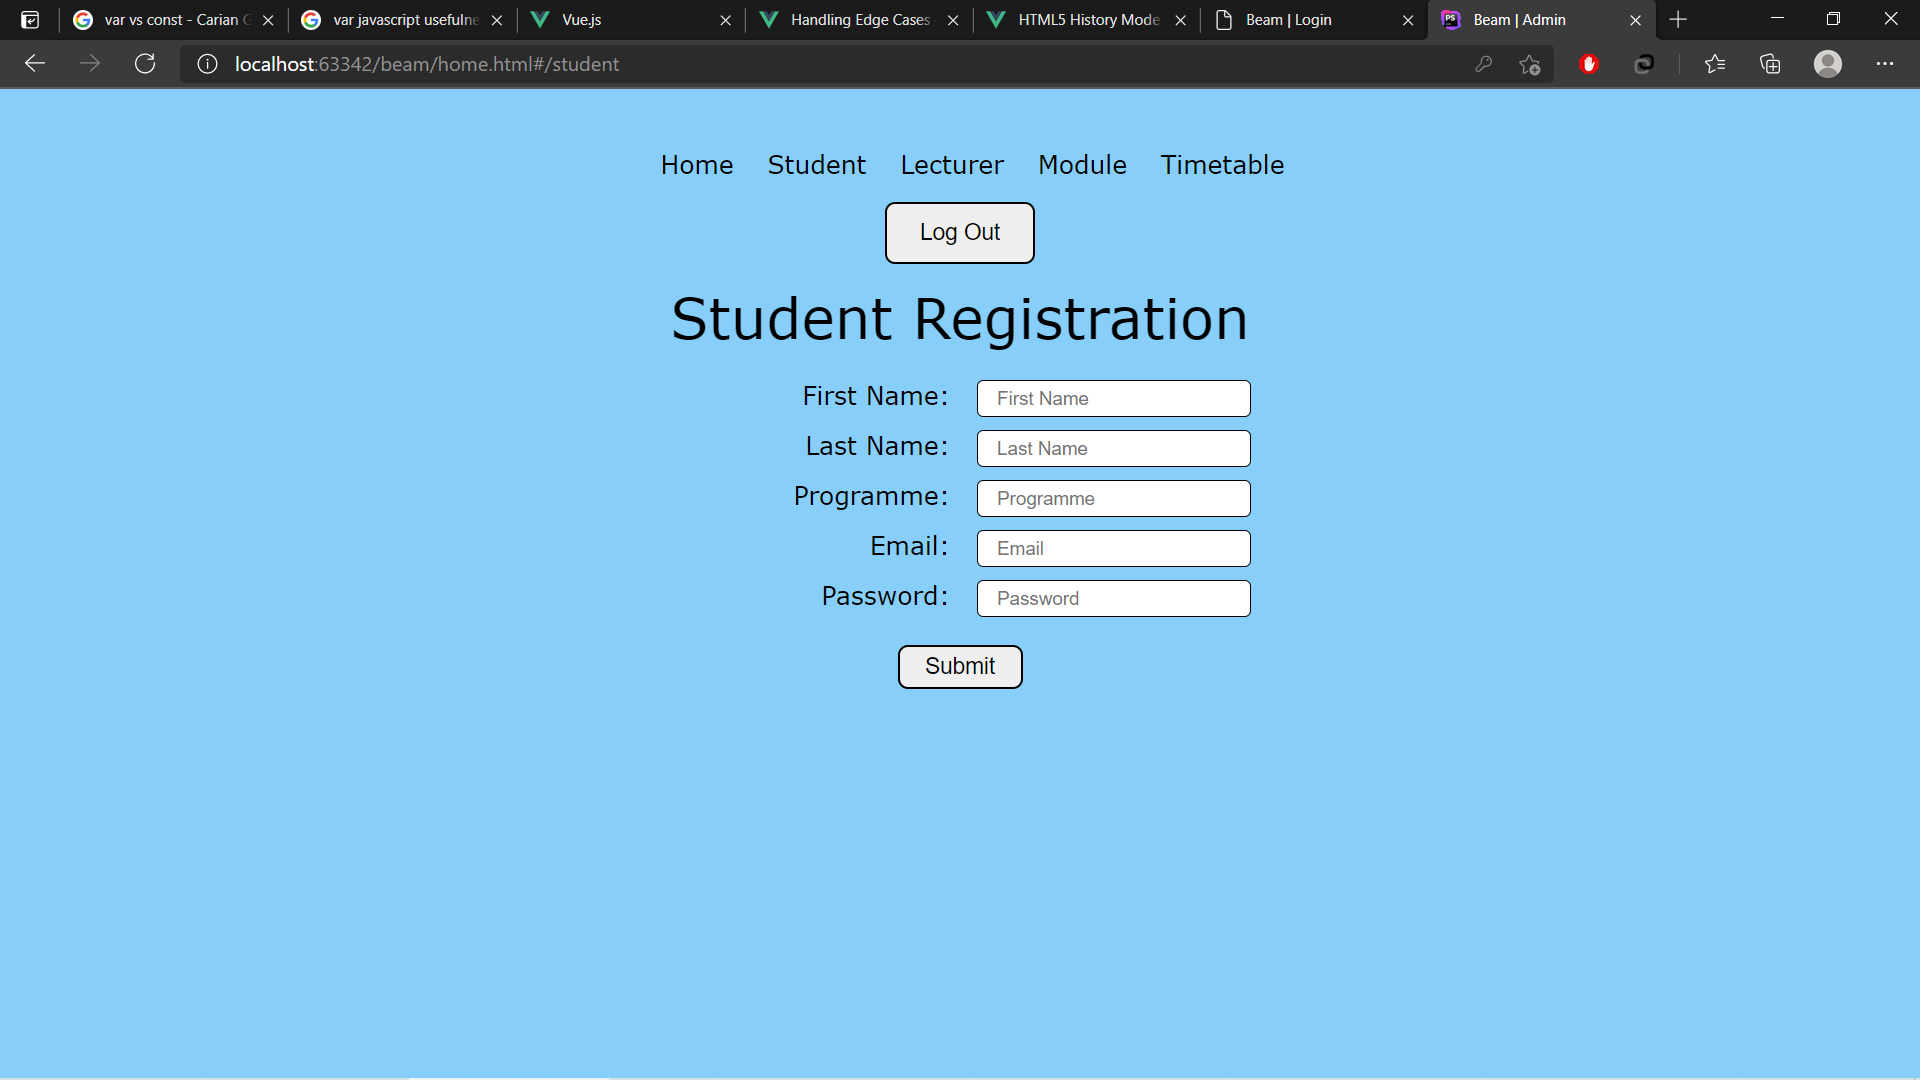 var vs const - Carian G
var javascript usefulne
Vue.js
Handling Edge Cases
HTML5 History Mode
Beam | Login
PS
Beam | Admin
localhost:63342/beam/home.html#/student
Home Student Lecturer Module Timetable
Log Out
Student Registration
First Name: First Name
Last Name: Last Name
Programme: Programme
Email: Email
Password: Password
Submit